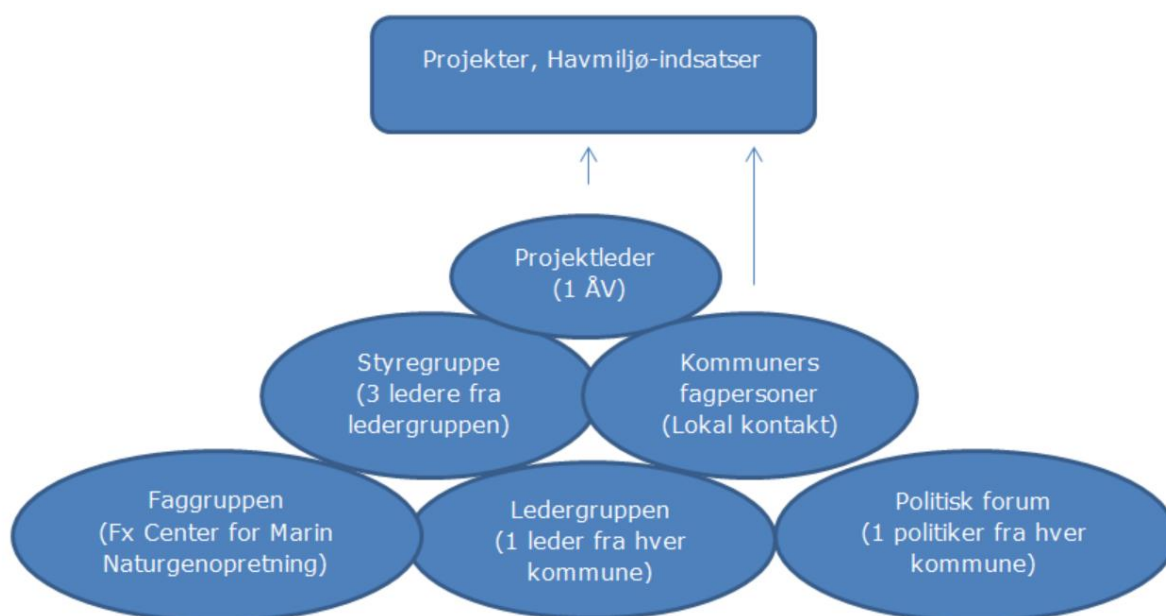 Projekter, Havmiljø-indsatser
Projektleder
(1 ÅV)
Styregruppe
(3 ledere fra
ledergruppen)
Kommuners
fagpersoner
(Lokal kontakt)
Faggruppen
(Fx Center for Marin
Naturgenopretning)
Ledergruppen
(1 leder fra hver
kommune)
Politisk forum
(1 politiker fra hver
kommune)